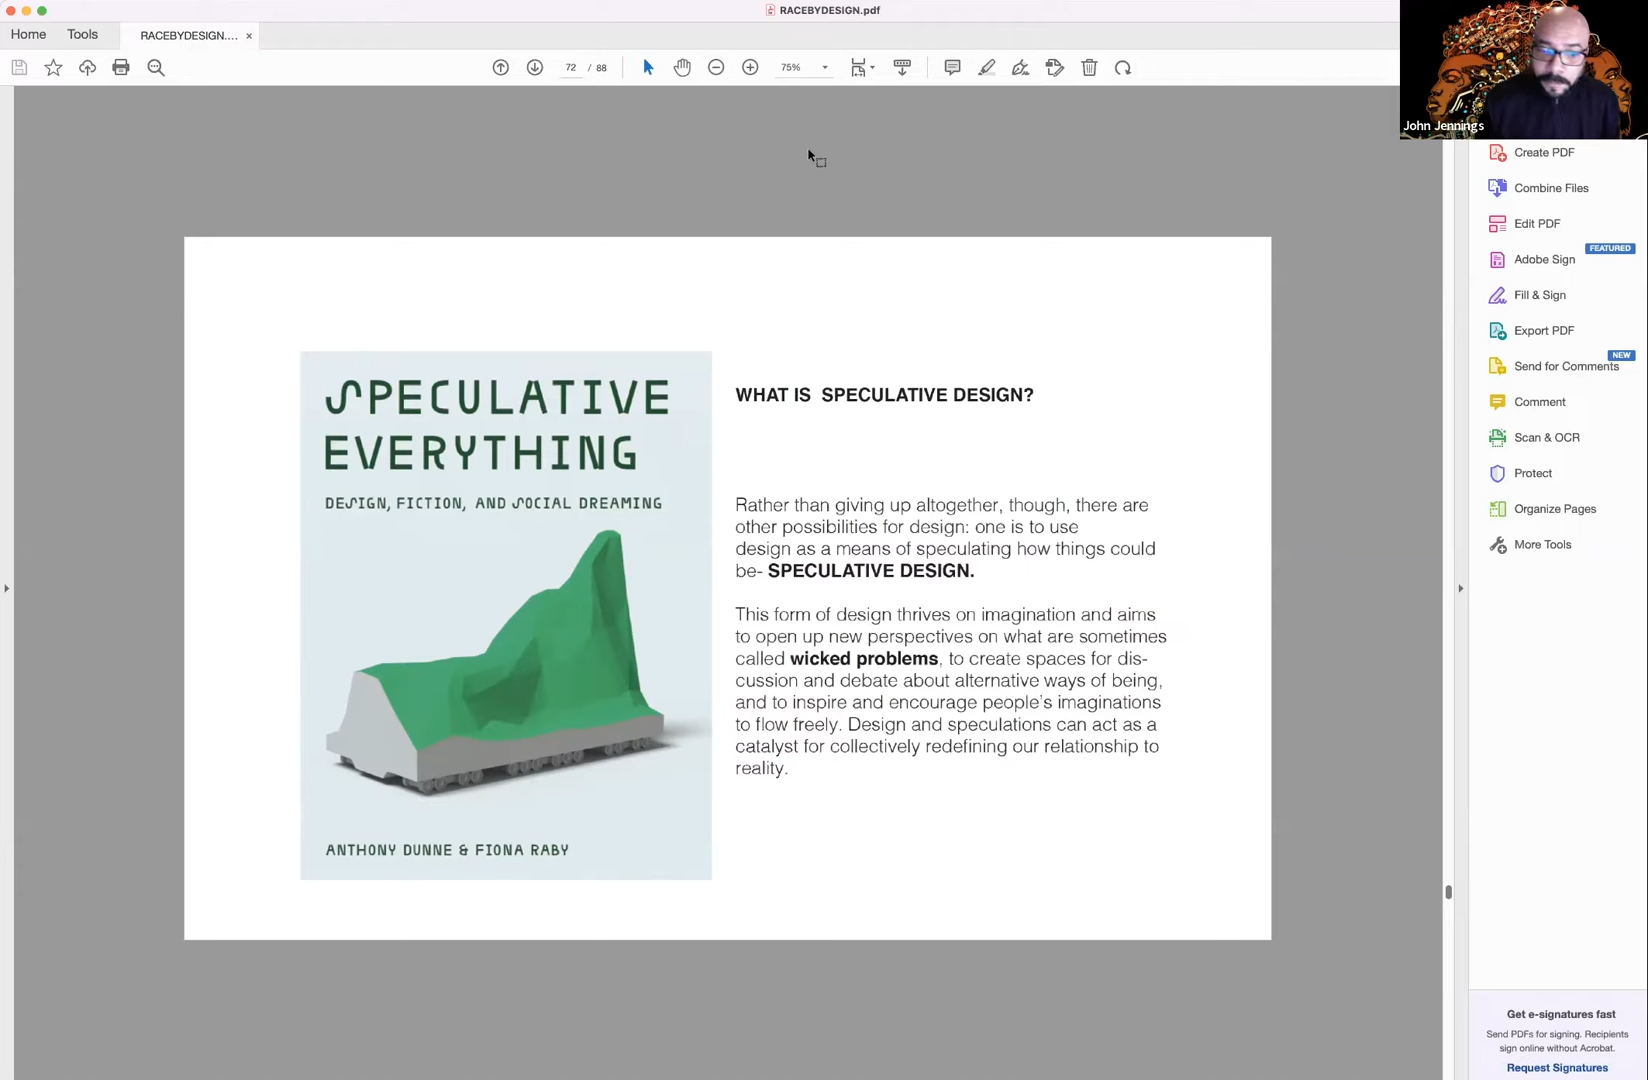 RACEBYDESIGN.pdf
Home
Tools
RACEBYDESIGN....
72 / 88
75%
John Jennings
Create PDF
Combine Files
Edit PDF
FEATURED
Adobe Sign
Fill & Sign
Export PDF
NEW
Send for Comments
Comment
Scan & OCR
Protect
Organize Pages
More Tools
SPECULATIVE
EVERYTHING
DESIGN, FICTION, AND SOCIAL DREAMING
ANTHONY DUNNE & FIONA RABY
WHAT IS SPECULATIVE DESIGN?
Rather than giving up altogether, though, there are
other possibilities for design: one is to use
design as a means of speculating how things could
be- SPECULATIVE DESIGN.
This form of design thrives on imagination and aims
to open up new perspectives on what are sometimes
called wicked problems, to create spaces for dis-
cussion and debate about alternative ways of being,
and to inspire and encourage people's imaginations
to flow freely. Design and speculations can act as a
catalyst for collectively redefining our relationship to
reality.
Get e-signatures fast
Send PDFs for signing. Recipients
sign online without Acrobat.
Request Signatures